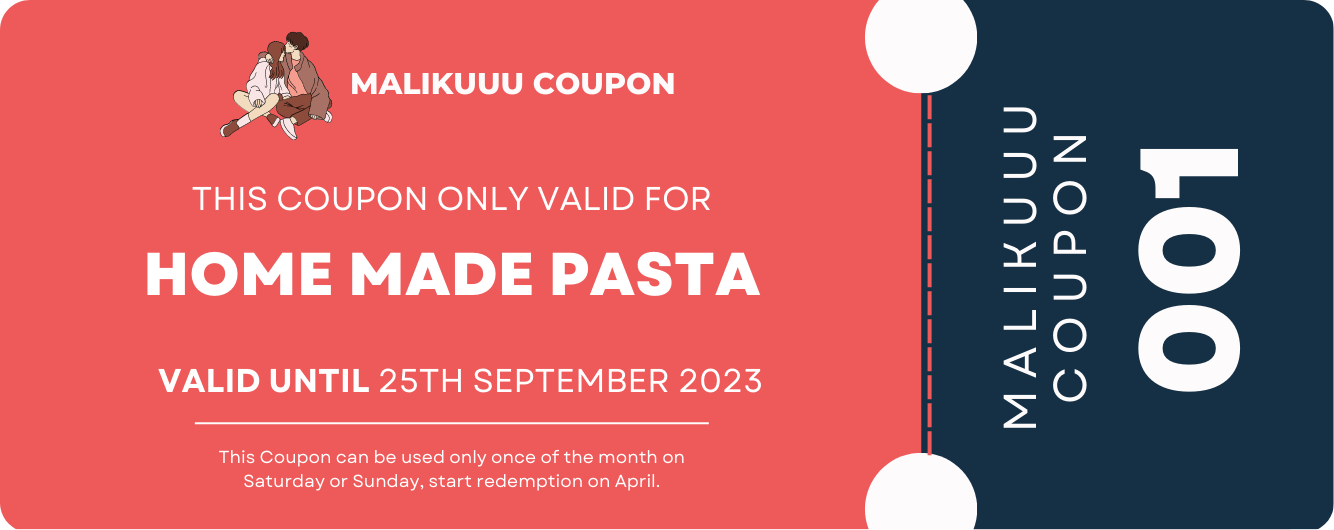 MALIKUUU COUPON
THIS COUPON ONLY VALID FOR
HOME MADE PASTA
VALID UNTIL 25TH SEPTEMBER 2023
This Coupon can be used only once of the month on
Saturday or Sunday, start redemption on April.
MALIKUUU
COUPON
001